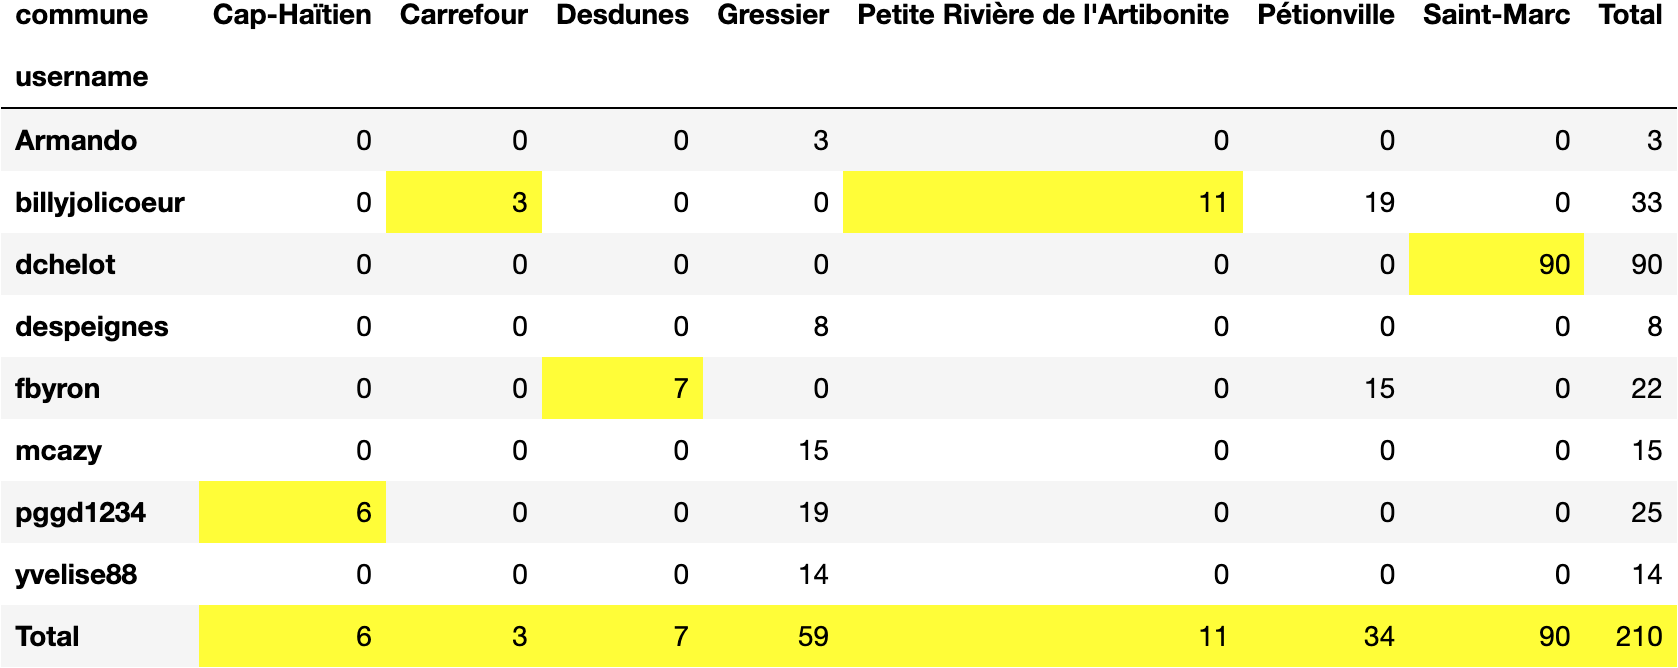 commune Cap-Haïtien Carrefour Desdunes Gressier Petite Rivière de l'Artibonite Pétionville Saint-Marc Total
username
Armando 0 0 0 3 0 0 0 3
billyjolicoeur 0 3 0 0 11 19 0 33
dchelot 0 0 0 0 0 0 90 90
despeignes 0 0 0 8 0 0 0 8
fbyron 0 0 7 0 0 15 0 22
mcazy 0 0 0 15 0 0 0 15
pggd1234 6 0 0 19 0 0 0 25
yvelise88 0 0 0 14 0 0 0 14
Total 6 3 7 59 11 34 90 210